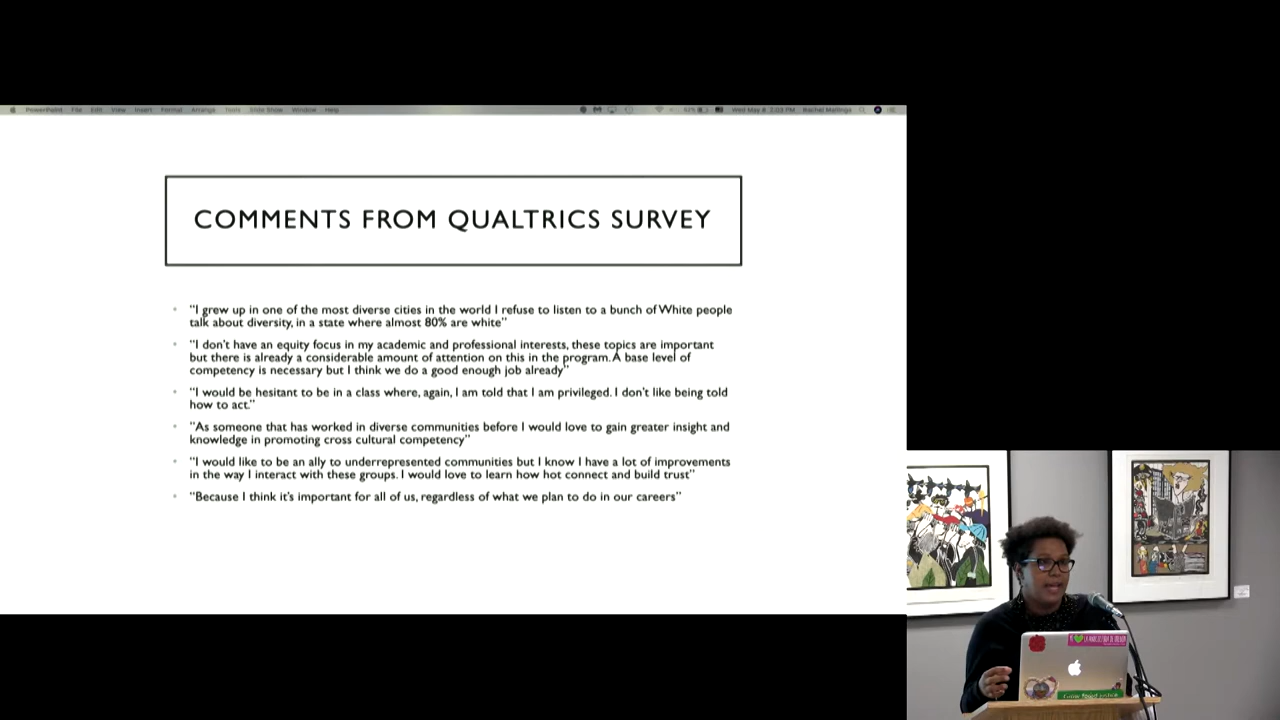 PowerPoint File Edit View Insert Format Arrange Tools Slide Show Window Help
COMMENTS FROM QUALTRICS SURVEY
"I grew up in one of the most diverse cities in the world I refuse to listen to a bunch of White people
talk about diversity, in a state where almost 80% are white"
"I don't have an equity focus in my academic and professional interests, these topics are important
but there is already a considerable amount of attention on this in the program. A base level of
competency is necessary but I think we do a good enough job already"
"I would be hesitant to be in a class where, again, I am told that I am privileged. I don't like being told
how to act."
"As someone that has worked in diverse communities before I would love to gain greater insight and
knowledge in promoting cross cultural competency"
"I would like to be an ally to underrepresented communities but I know I have a lot of improvements
in the way I interact with these groups. I would love to learn how hot connect and build trust"
"Because I think it's important for all of us, regardless of what we plan to do in our careers"